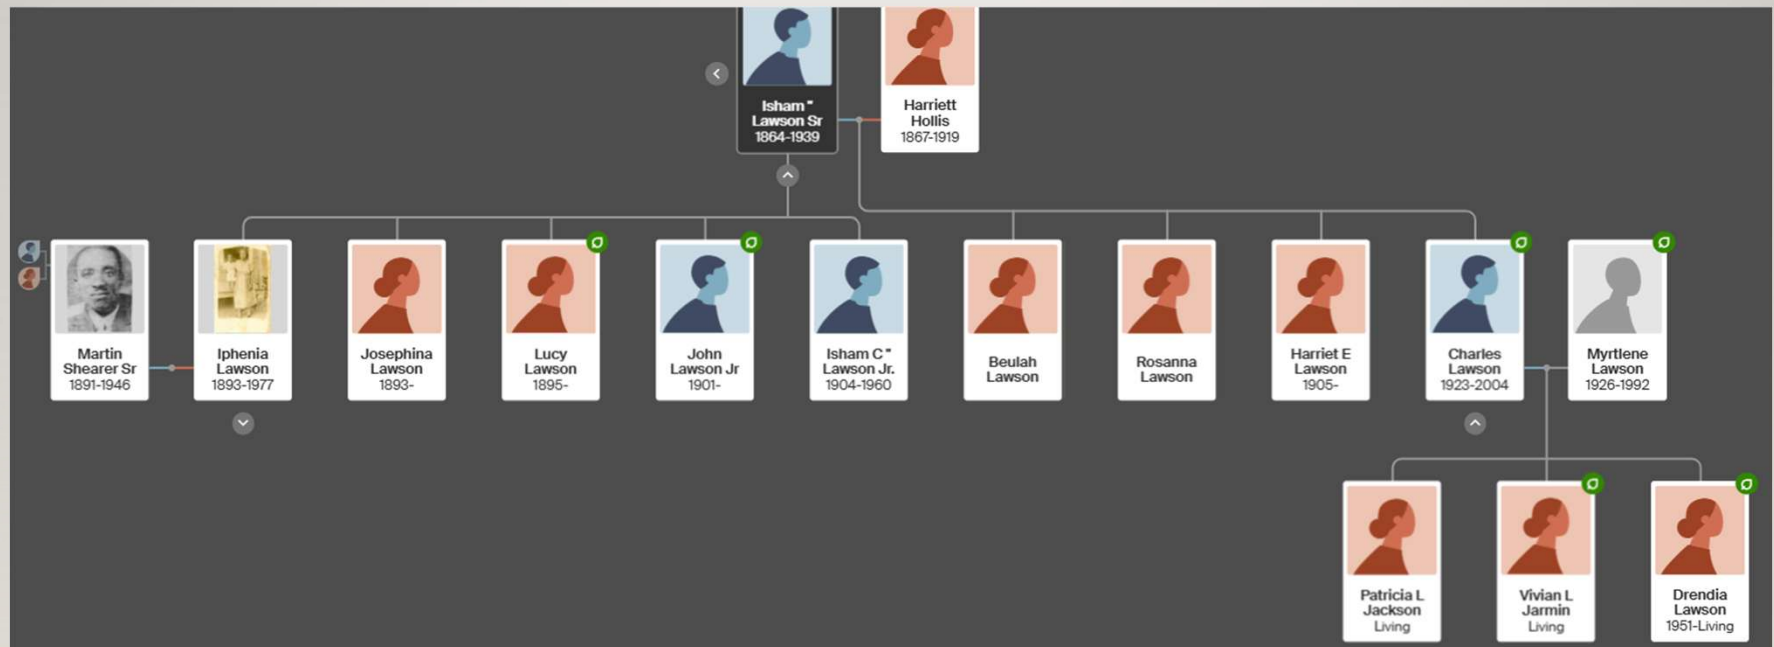 Isham "
Lawson Sr
1864-1939
Harriett
Hollis
1867-1919
Martin
Shearer Sr
1891-1946
Iphenia
Lawson
1893-1977
Josephina
Lawson
1893-
Lucy
Lawson
1895-
John
Lawson Jr
1901-
Isham C "
Lawson Jr.
1904-1960
Beulah
Lawson
Rosanna
Lawson
Harriet E
Lawson
1905-
Charles
Lawson
1923-2004
Myrtlene
Lawson
1926-1992
Patricia L
Jackson
Living
Vivian L
Jarmin
Living
Drendia
Lawson
1951-Living